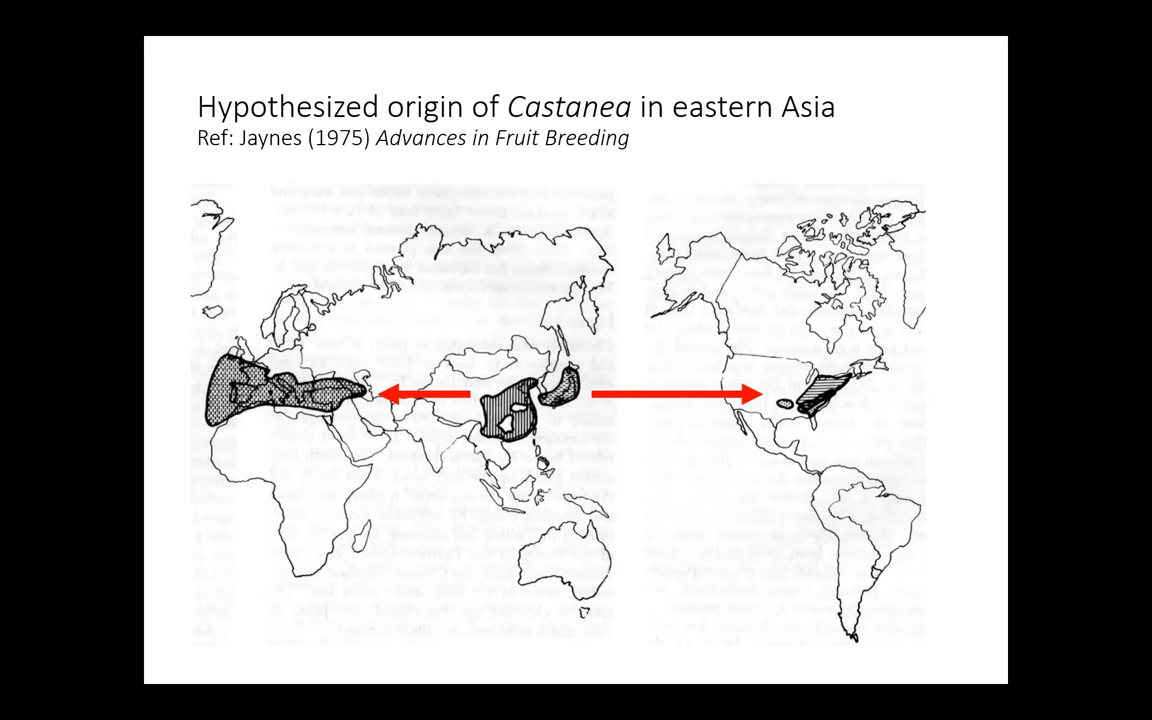 Hypothesized origin of Castanea in eastern Asia
Ref: Jaynes (1975) Advances in Fruit Breeding